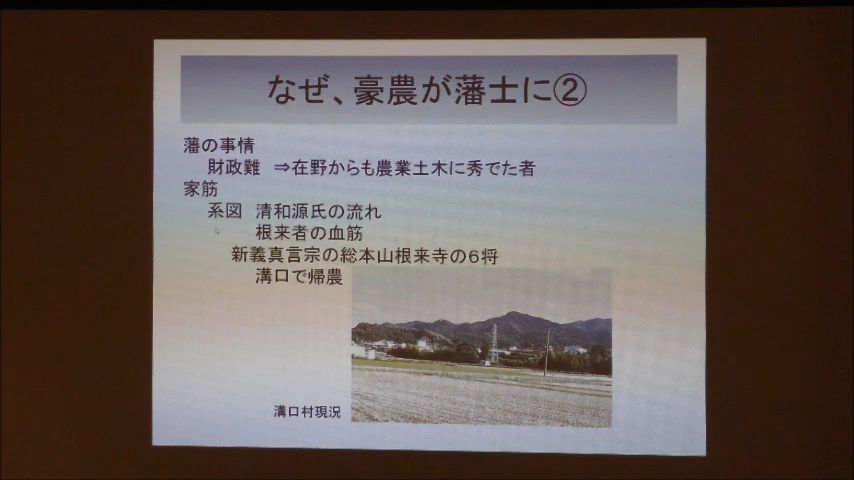 なぜ、豪農が藩士に②
藩の事情
財政難 ⇒在野からも農業土木に秀でた者
家筋
系図 清和源氏の流れ
根来者の血筋
新義真言宗の総本山根来寺の6将
溝口で帰農
溝口村現況